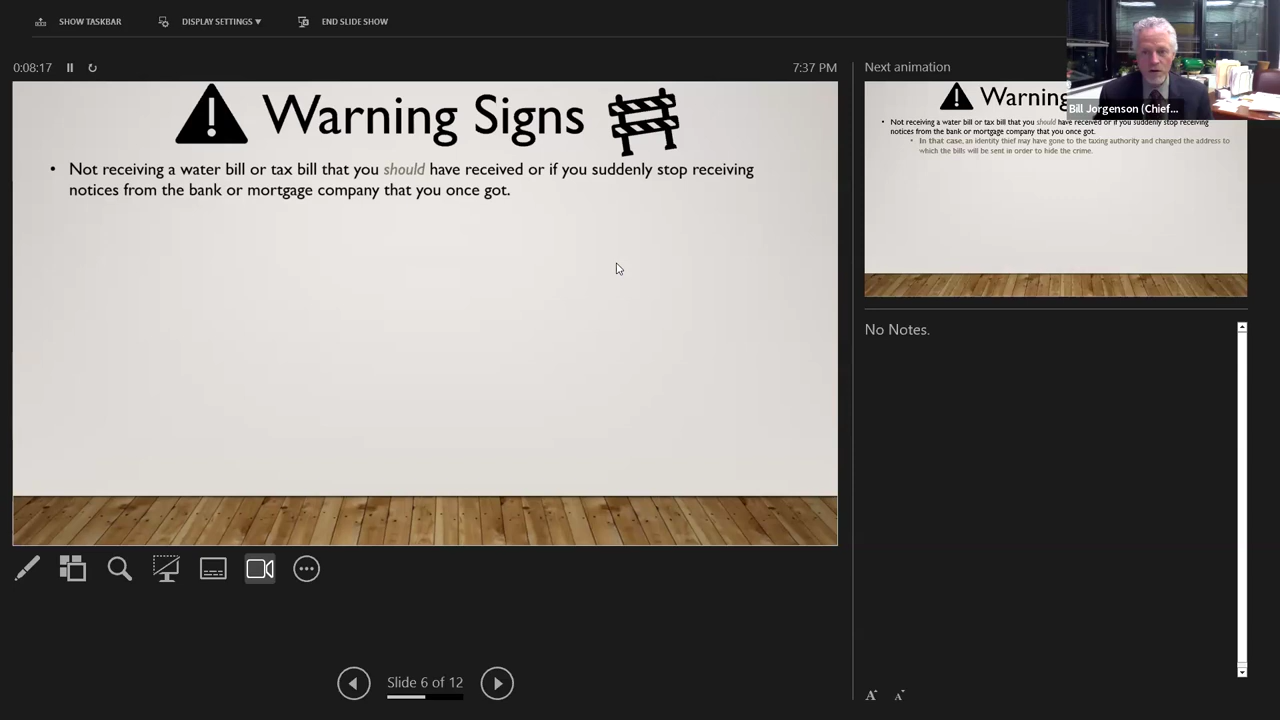 SHOW TASKBAR
DISPLAY SETTINGS ▼
END SLIDE SHOW
0:08:17
7:37 PM
Next animation
Warning Signs
• Not receiving a water bill or tax bill that you should have received or if you suddenly stop receiving
notices from the bank or mortgage company that you once got.
Warning
Bill Jorgenson (Chief...
• Not receiving a water bill or tax bill that you should have received or if you suddenly stop receiving
notices from the bank or mortgage company that you once got.
• In that case, an identity thief may have gone to the taxing authority and changed the address to
which the bills will be sent in order to hide the crime.
No Notes.
Slide 6 of 12
A A